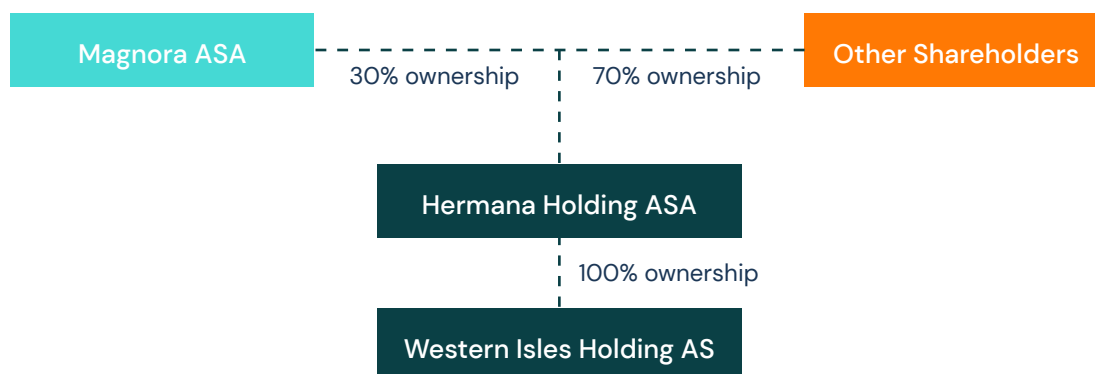 Magnora ASA
Other Shareholders
30% ownership
70% ownership
Hermana Holding ASA
100% ownership
Western Isles Holding AS